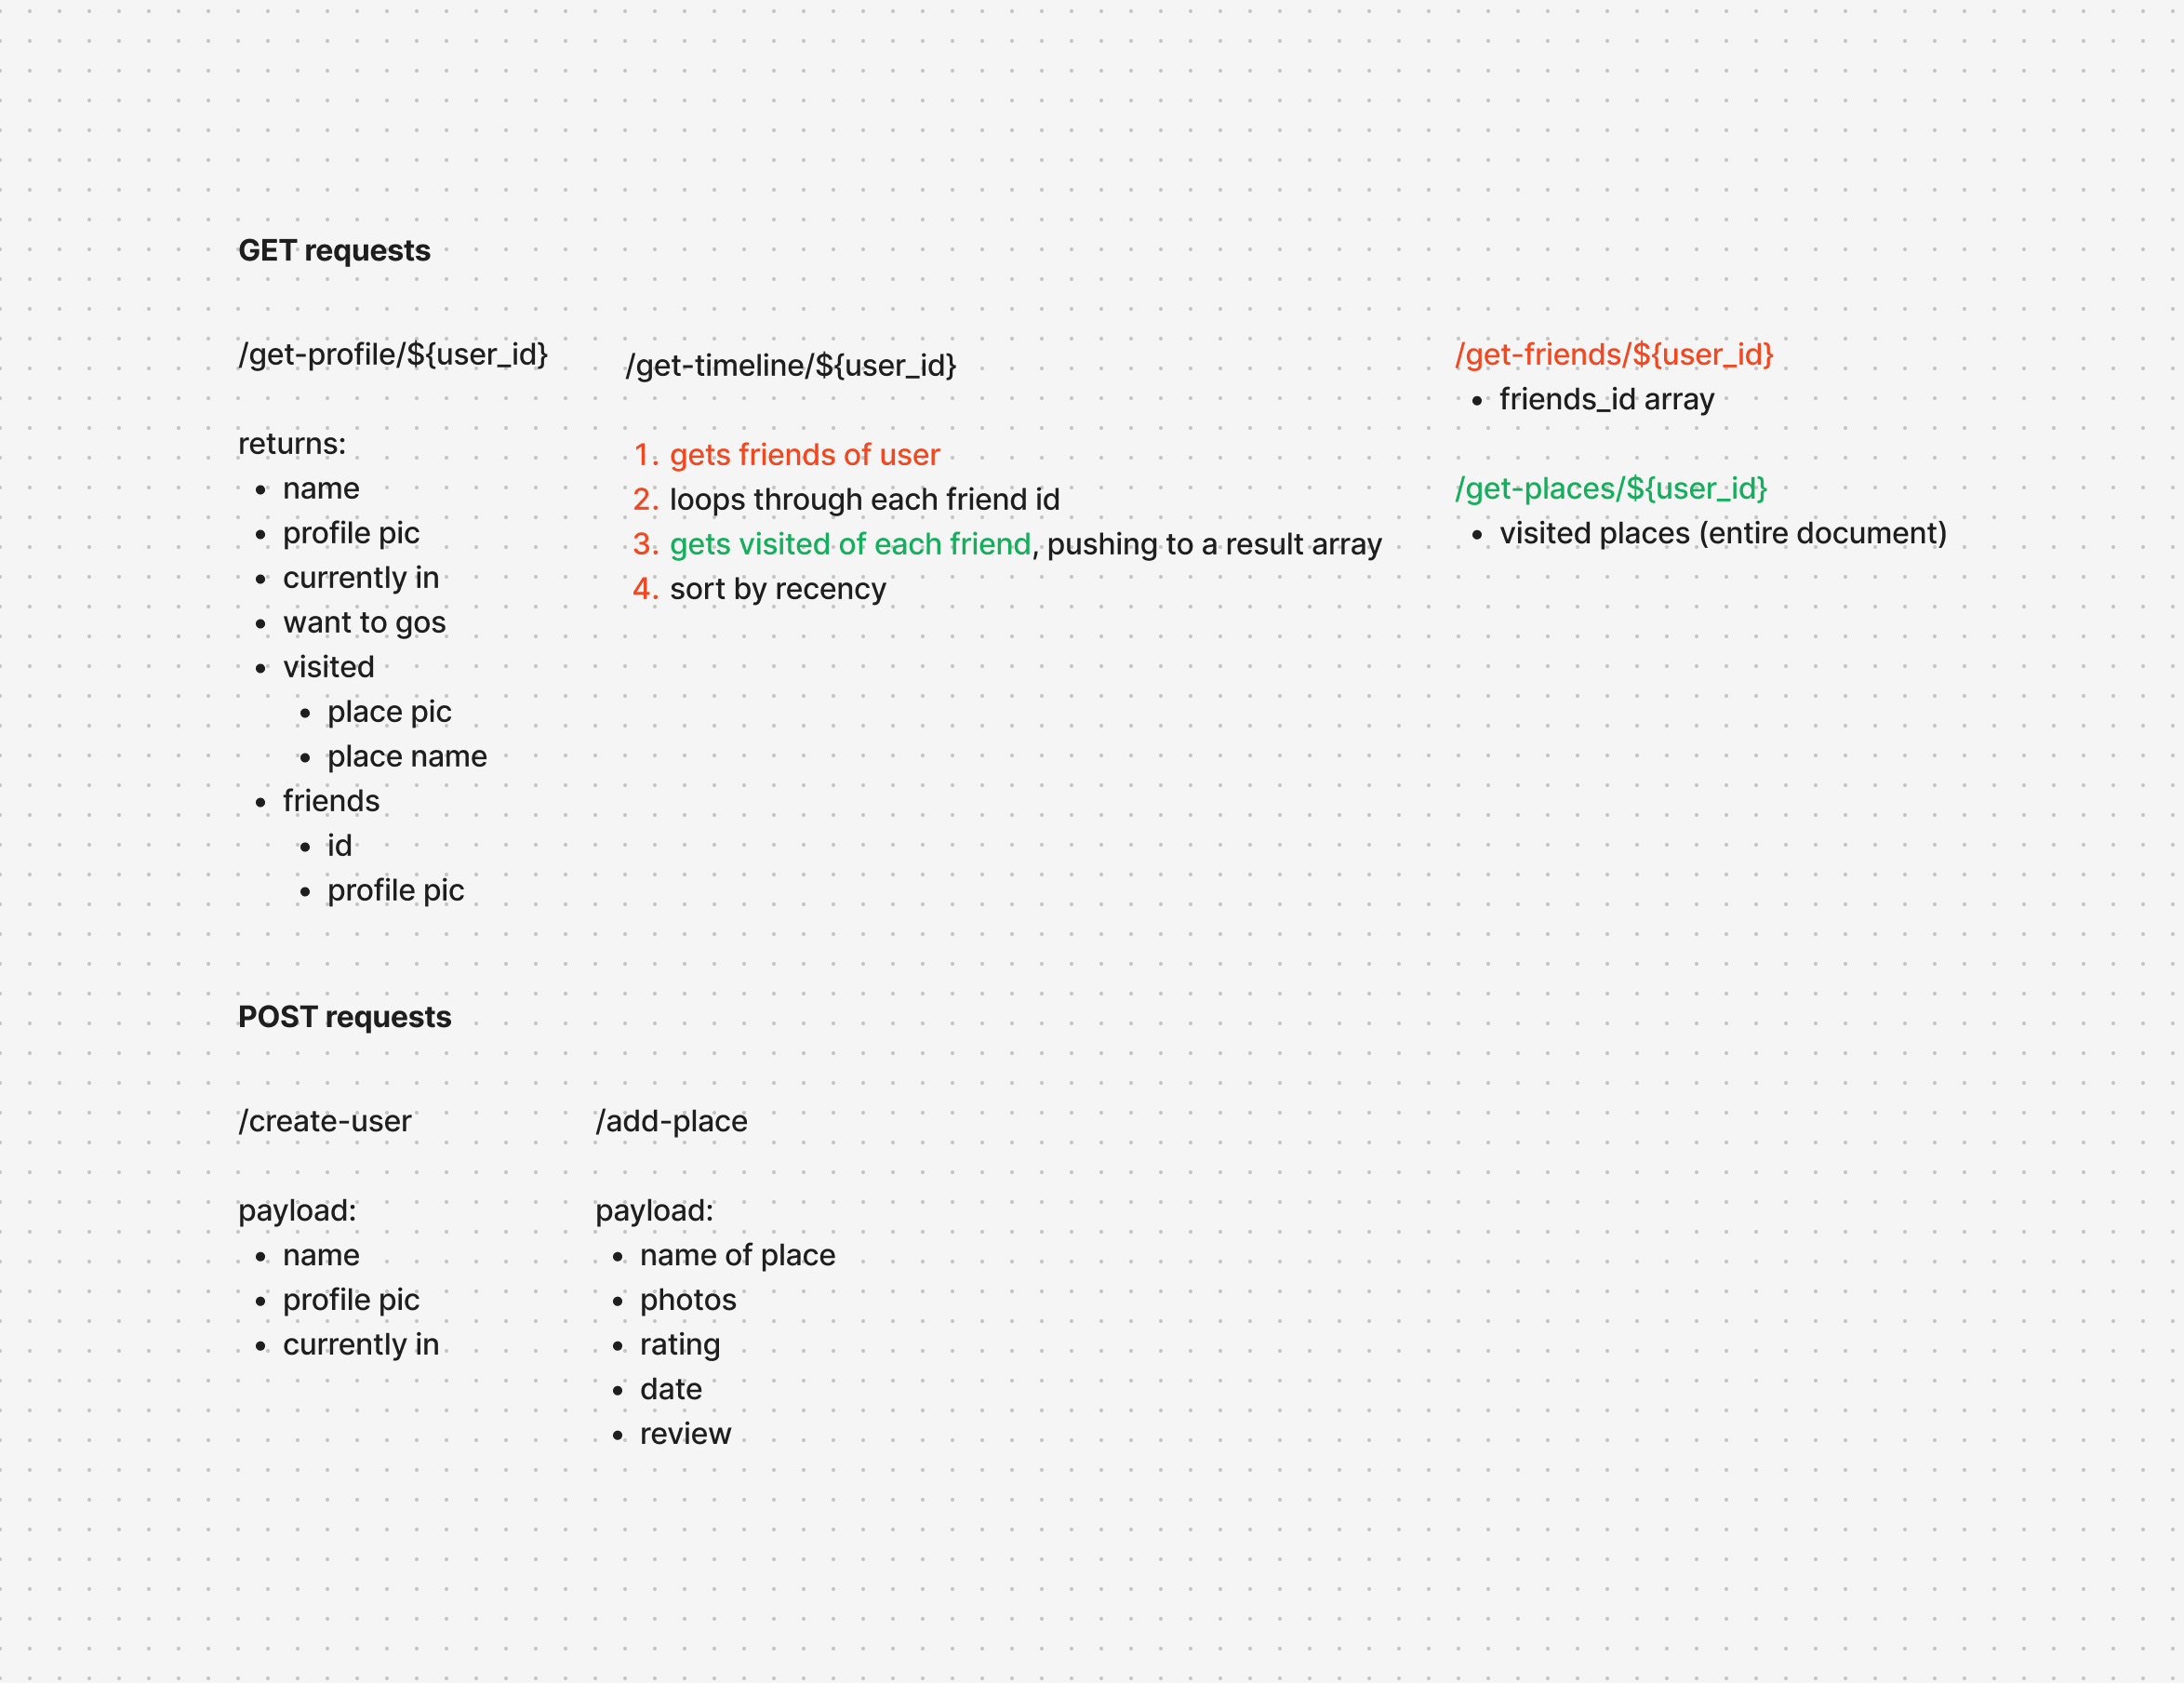 GET requests
/get-profile/${user_id}
returns:
name
profile pic
currently in
want to gos
visited
place pic
place name
friends
id
profile pic
/get-timeline/${user_id}
1. gets friends of user
2. loops through each friend id
3. gets visited of each friend, pushing to a result array
4. sort by recency
/get-friends/${user_id}
friends_id array
/get-places/${user_id}
visited places (entire document)
POST requests
/create-user
payload:
name
profile pic
currently in
/add-place
payload:
name of place
photos
rating
date
review